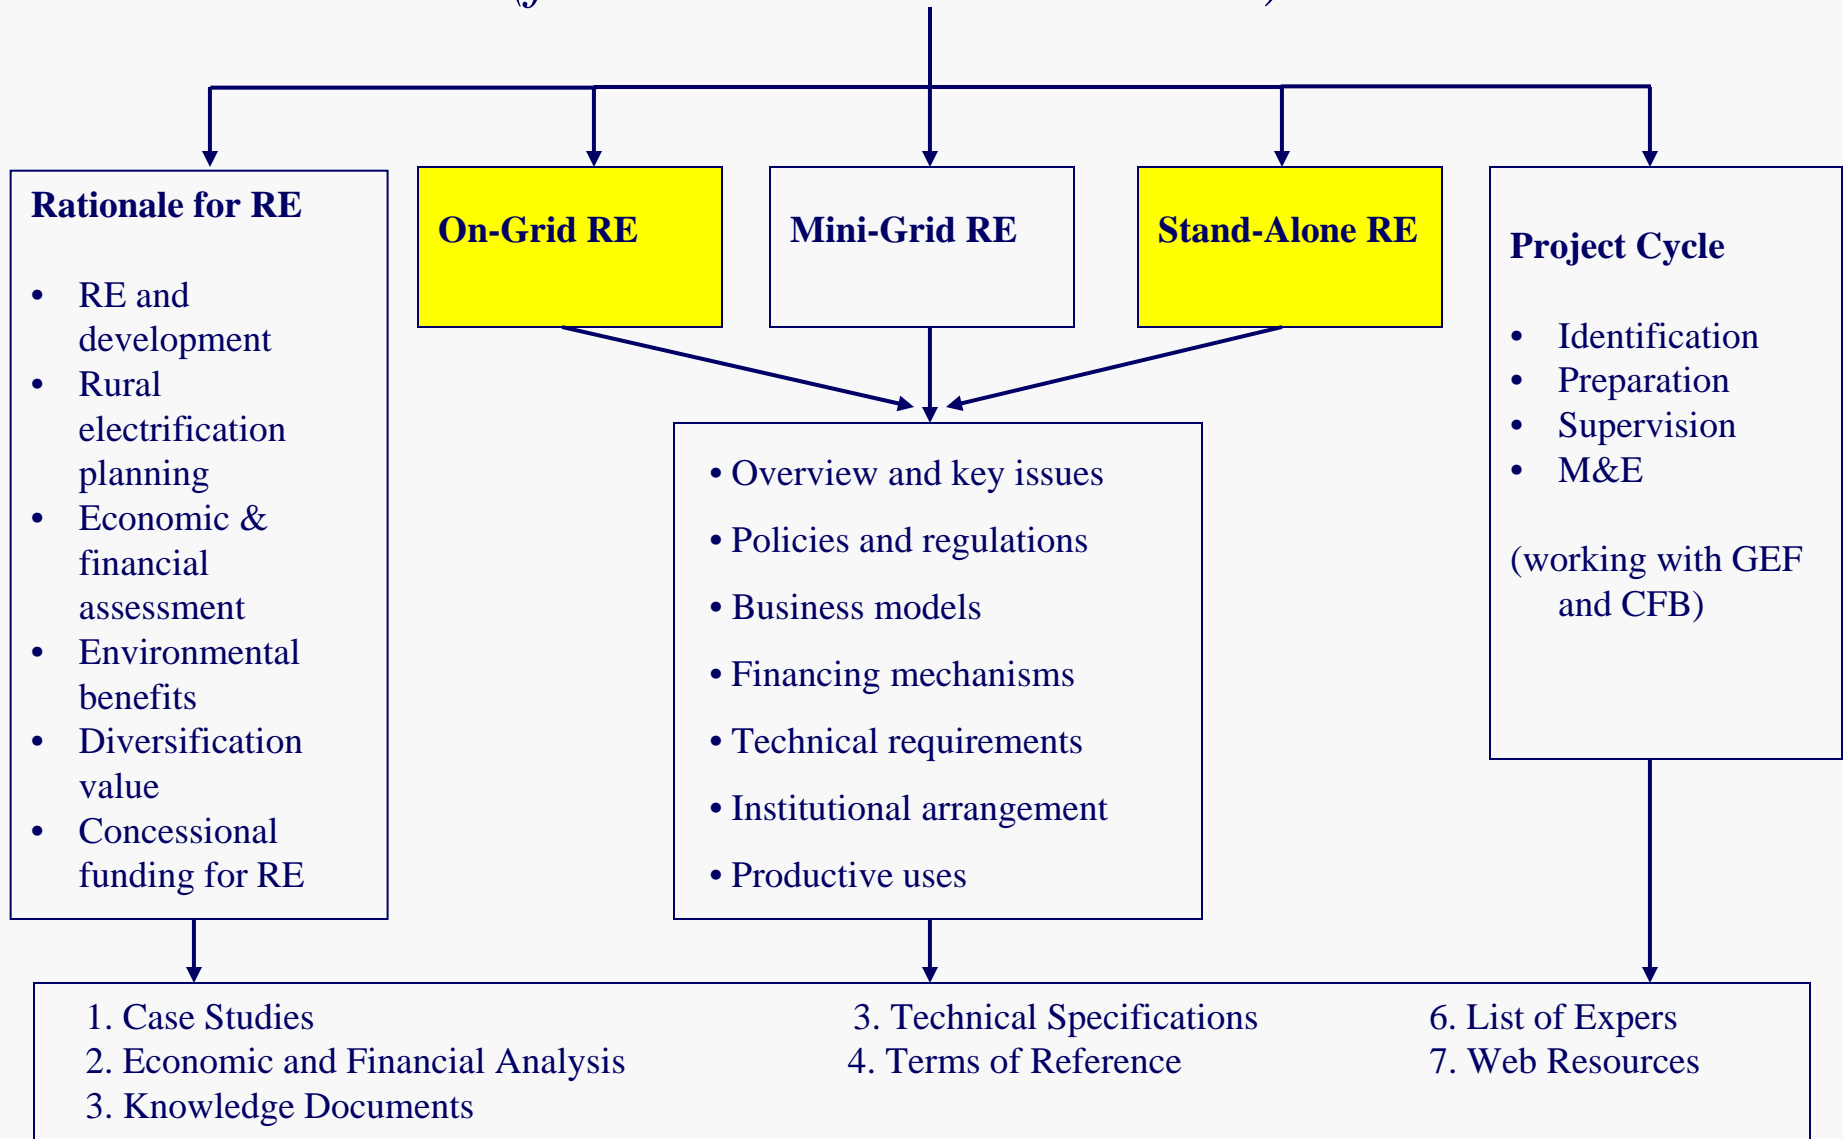 Rationale for RE
• RE and
development
• Rural
electrification
planning
• Economic &
financial
assessment
• Environmental
benefits
• Diversification
value
• Concessional
funding for RE
On-Grid RE
Mini-Grid RE
Stand-Alone RE
• Overview and key issues
• Policies and regulations
• Business models
• Financing mechanisms
• Technical requirements
• Institutional arrangement
• Productive uses
Project Cycle
• Identification
• Preparation
• Supervision
• M&E
(working with GEF
and CFB)
1. Case Studies
2. Economic and Financial Analysis
3. Knowledge Documents
3. Technical Specifications
4. Terms of Reference
6. List of Expers
7. Web Resources